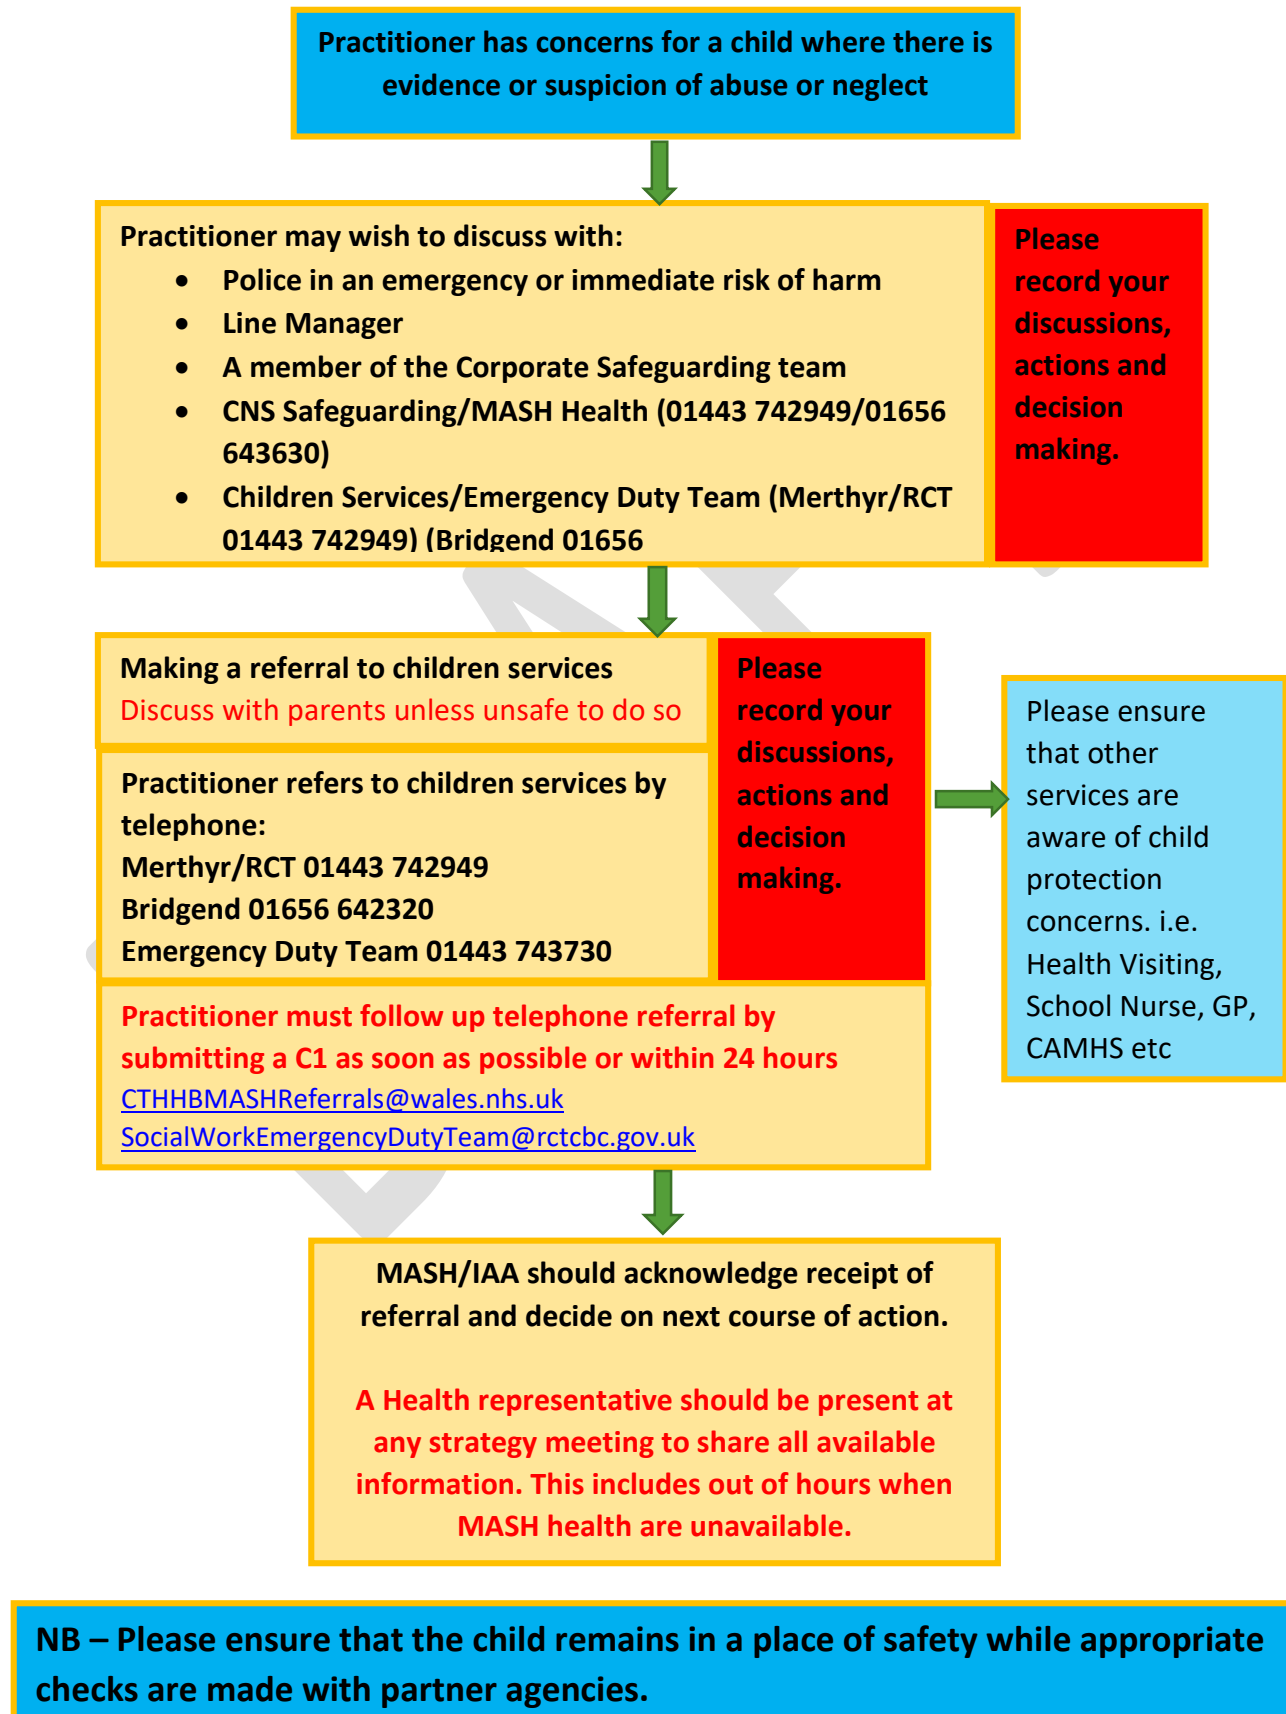 Practitioner has concerns for a child where there is
evidence or suspicion of abuse or neglect
Practitioner may wish to discuss with:
• Police in an emergency or immediate risk of harm
• Line Manager
• A member of the Corporate Safeguarding team
• CNS Safeguarding/MASH Health (01443 742949/01656
643630)
• Children Services/Emergency Duty Team (Merthyr/RCT
01443 742949) (Bridgend 01656
Please
record your
discussions,
actions and
decision
making.
Making a referral to children services
Discuss with parents unless unsafe to do so
Practitioner refers to children services by
telephone:
Merthyr/RCT 01443 742949
Bridgend 01656 642320
Emergency Duty Team 01443 743730
Please
record your
discussions,
actions and
decision
making.
Practitioner must follow up telephone referral by
submitting a C1 as soon as possible or within 24 hours
CTHHBMASHReferrals@wales.nhs.uk
SocialWorkEmergencyDutyTeam@rctcbc.gov.uk
Please ensure
that other
services are
aware of child
protection
concerns. i.e.
Health Visiting,
School Nurse, GP,
CAMHS etc
MASH/IAA should acknowledge receipt of
referral and decide on next course of action.
A Health representative should be present at
any strategy meeting to share all available
information. This includes out of hours when
MASH health are unavailable.
NB – Please ensure that the child remains in a place of safety while appropriate
checks are made with partner agencies.